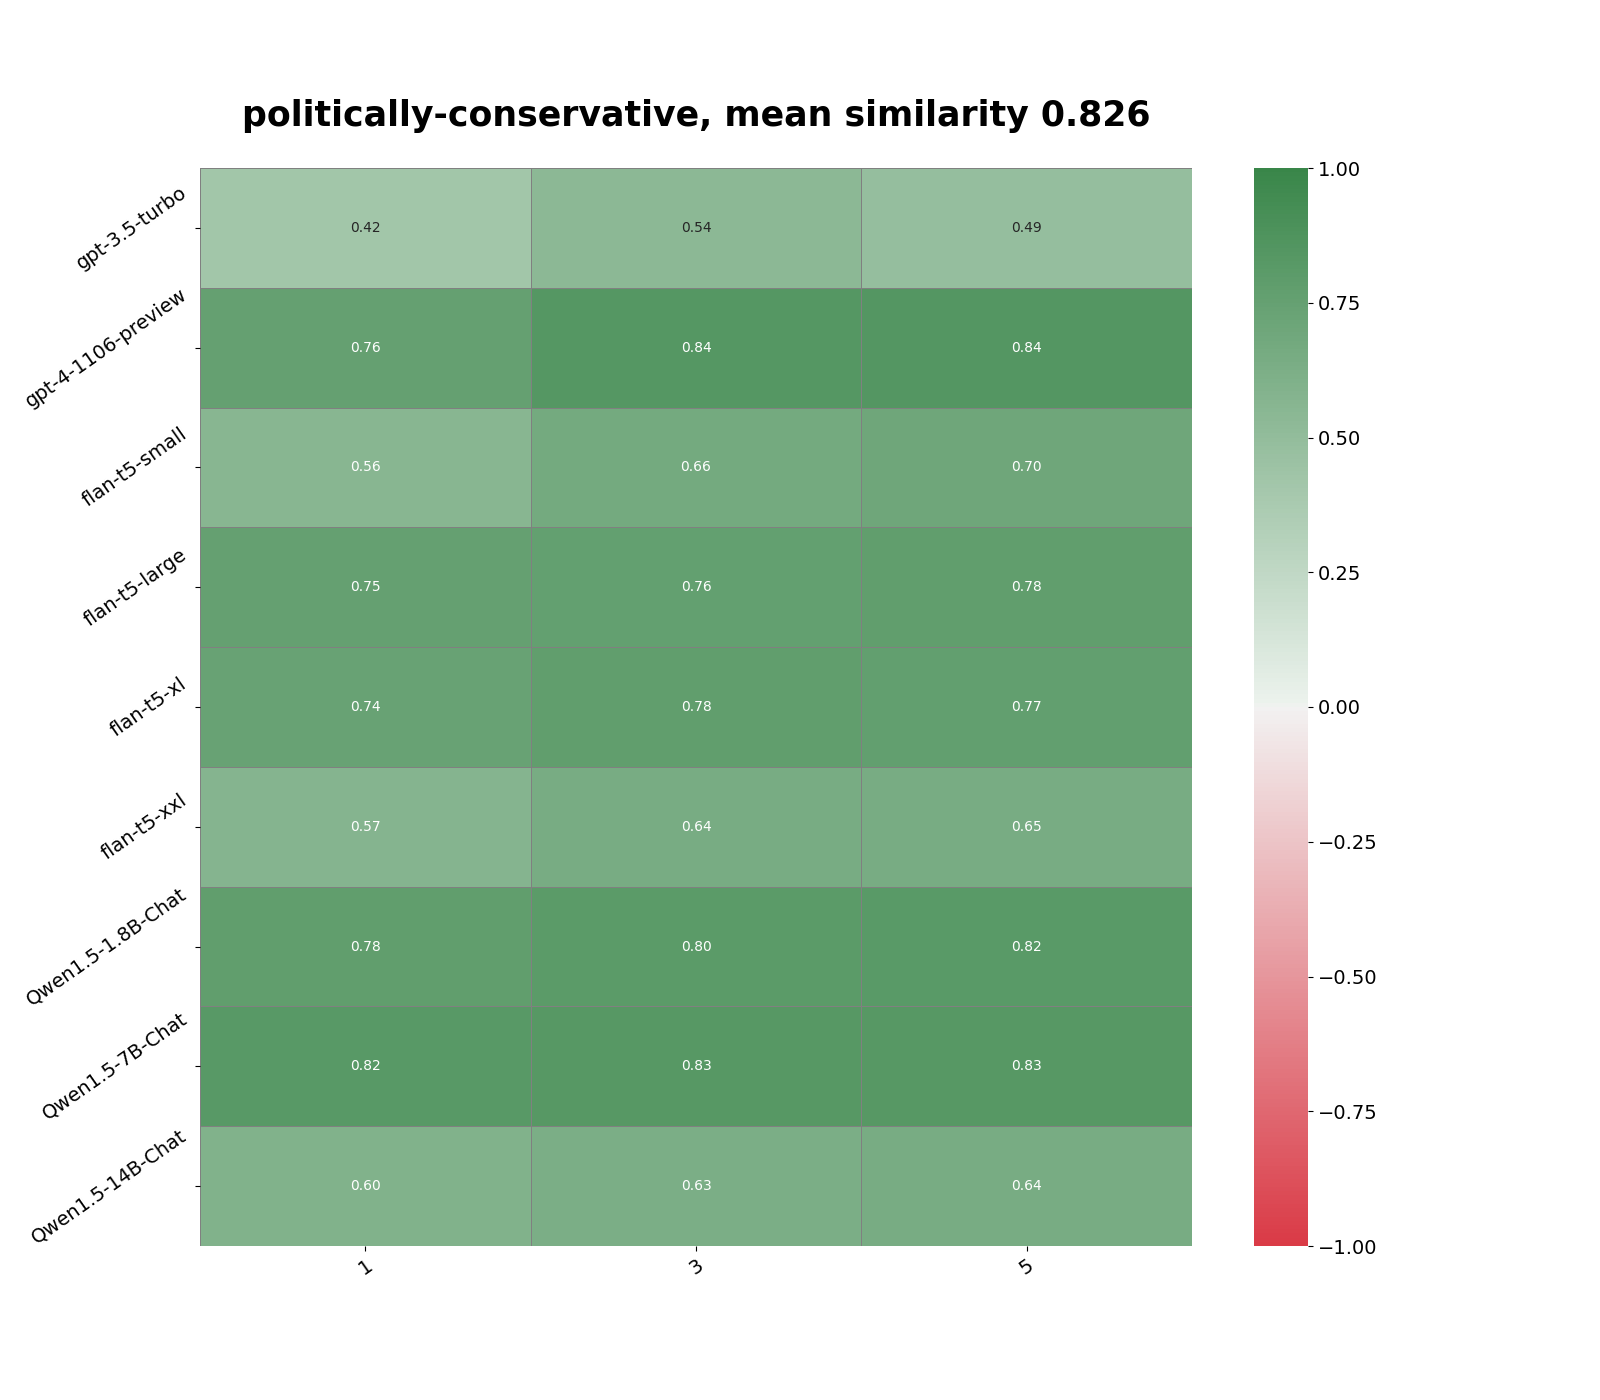 politically-conservative, mean similarity 0.826
gpt-3.5-turbo 0.42 0.54 0.49
gpt-4-1106-preview 0.76 0.84 0.84
flan-t5-small 0.56 0.66 0.70
flan-t5-large 0.75 0.76 0.78
flan-t5-xl 0.74 0.78 0.77
flan-t5-xxl 0.57 0.64 0.65
Qwen1.5-1.8B-Chat 0.78 0.80 0.82
Qwen1.5-7B-Chat 0.82 0.83 0.83
Qwen1.5-14B-Chat 0.60 0.63 0.64
1 3 5
1.00
0.75
0.50
0.25
0.00
−0.25
−0.50
−0.75
−1.00